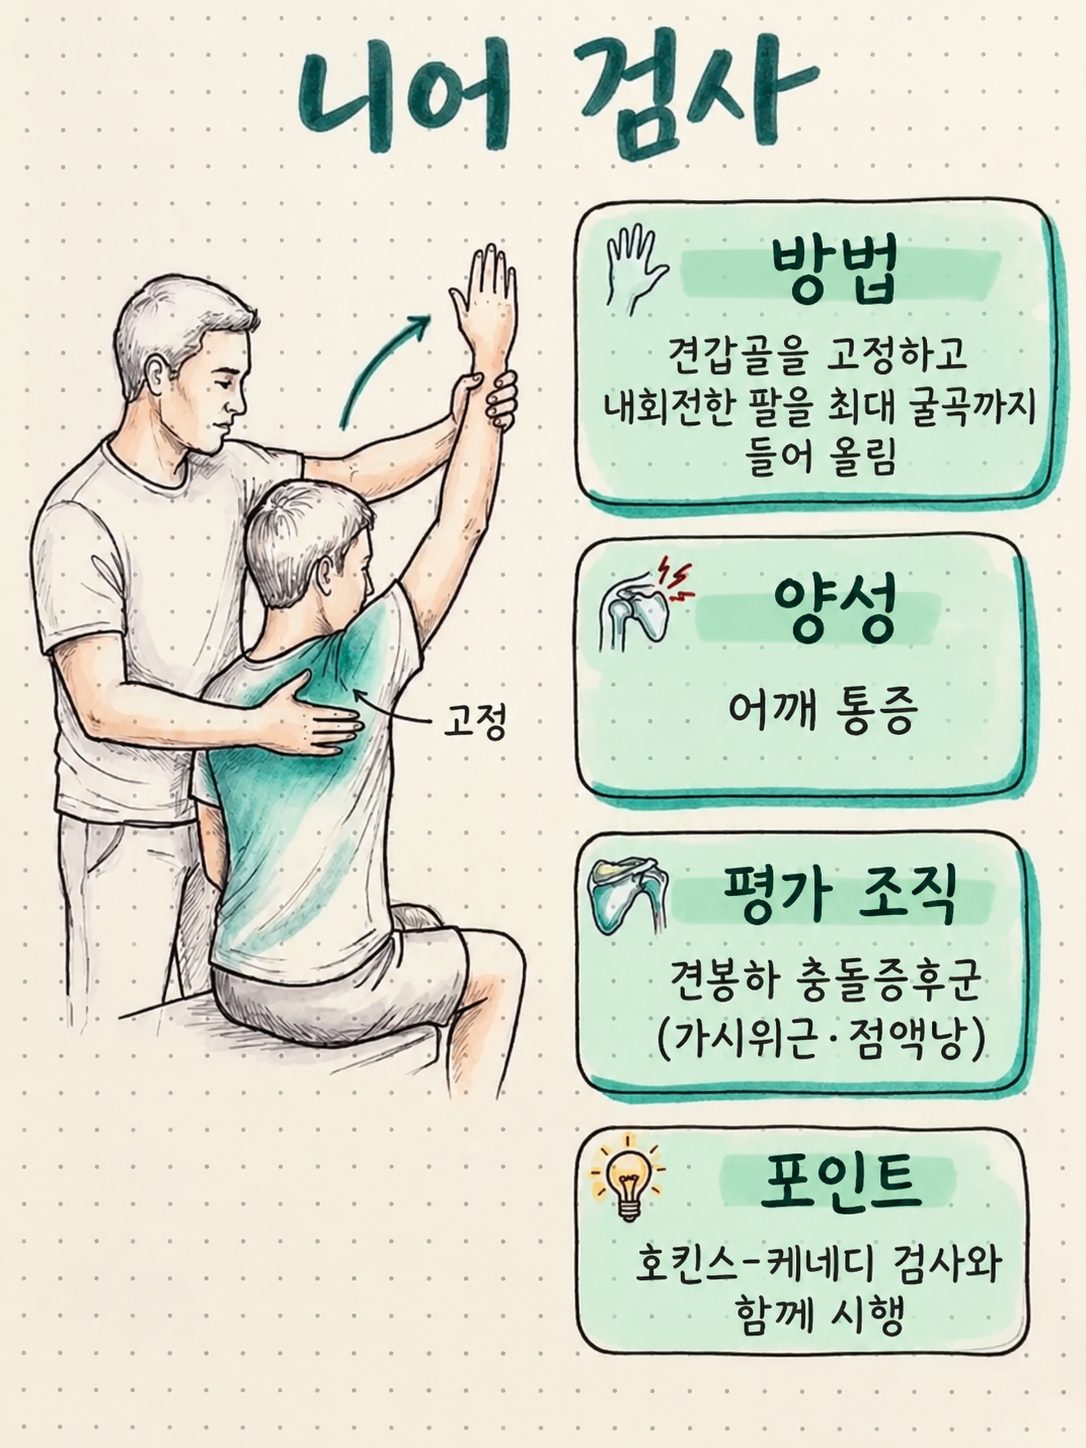 니어 검사
방법
견갑골을 고정하고
내회전한 팔을 최대 굴곡까지
들어 올림
고정
양성
어깨 통증
평가 조직
견봉하 충돌증후군
(가시위근·점액낭)
포인트
호킨스-케네디 검사와
함께 시행